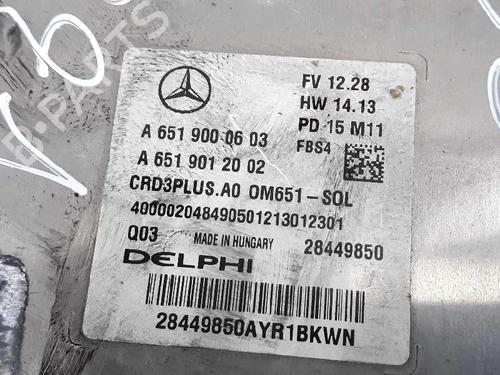 FV 12.28
HW 14.13
A 651 900 06 03
PD 15 M11
A 651 901 20 02
FBS4
CRD3PLUS.A0 OM651-SOL
400002048490501213012301
Q03 MADE IN HUNGARY 28449850
DELPHI
28449850AYR1BKWN